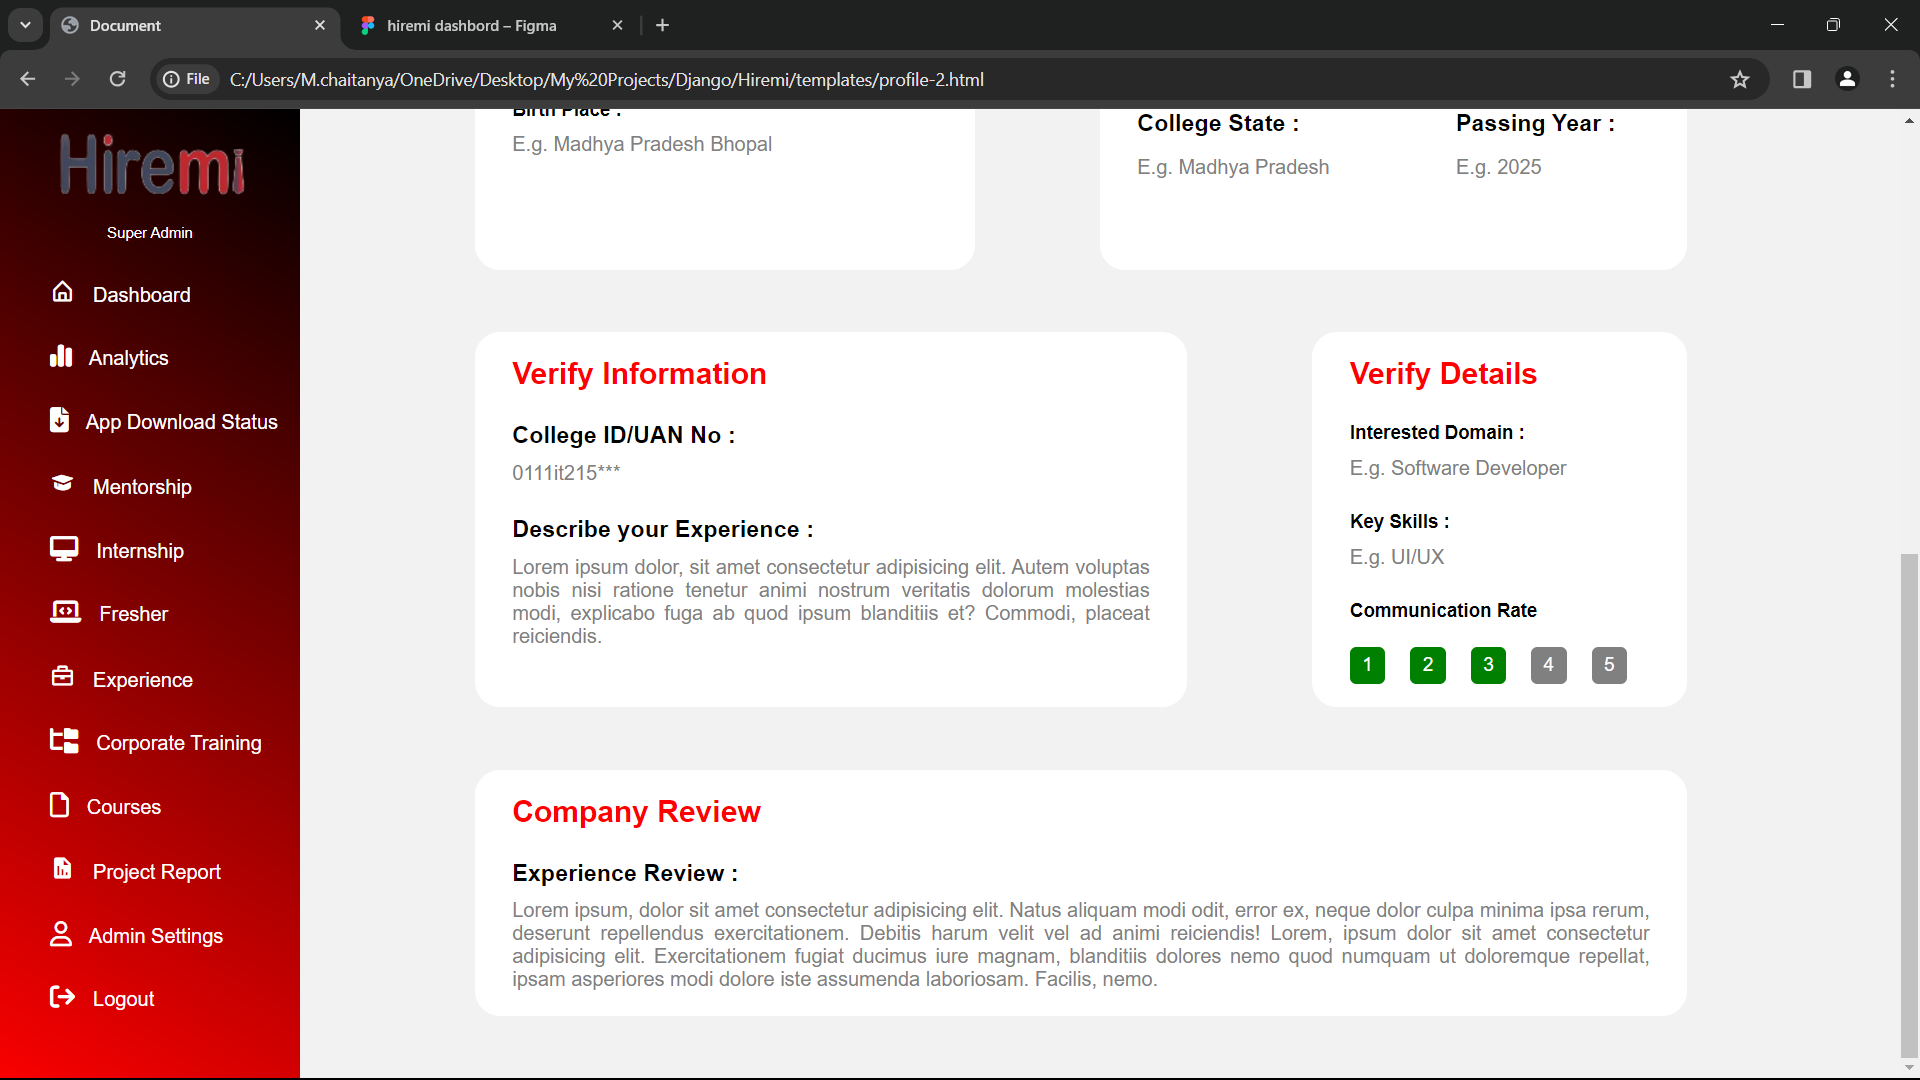 Document
hiremi dashbord – Figma
File
C:/Users/M.chaitanya/OneDrive/Desktop/My%20Projects/Django/Hiremi/templates/profile-2.html
Hiremi
Super Admin
Dashboard
Analytics
App Download Status
Mentorship
Internship
Fresher
Experience
Corporate Training
Courses
Project Report
Admin Settings
Logout
Birth Place :
E.g. Madhya Pradesh Bhopal
College State :
E.g. Madhya Pradesh
Passing Year :
E.g. 2025
Verify Information
College ID/UAN No :
0111it215***
Describe your Experience :
Lorem ipsum dolor, sit amet consectetur adipisicing elit. Autem voluptas
nobis nisi ratione tenetur animi nostrum veritatis dolorum molestias
modi, explicabo fuga ab quod ipsum blanditiis et? Commodi, placeat
reiciendis.
Verify Details
Interested Domain :
E.g. Software Developer
Key Skills :
E.g. UI/UX
Communication Rate
1 2 3 4 5
Company Review
Experience Review :
Lorem ipsum, dolor sit amet consectetur adipisicing elit. Natus aliquam modi odit, error ex, neque dolor culpa minima ipsa rerum,
deserunt repellendus exercitationem. Debitis harum velit vel ad animi reiciendis! Lorem, ipsum dolor sit amet consectetur
adipisicing elit. Exercitationem fugiat ducimus iure magnam, blanditiis dolores nemo quod numquam ut doloremque repellat,
ipsam asperiores modi dolore iste assumenda laboriosam. Facilis, nemo.